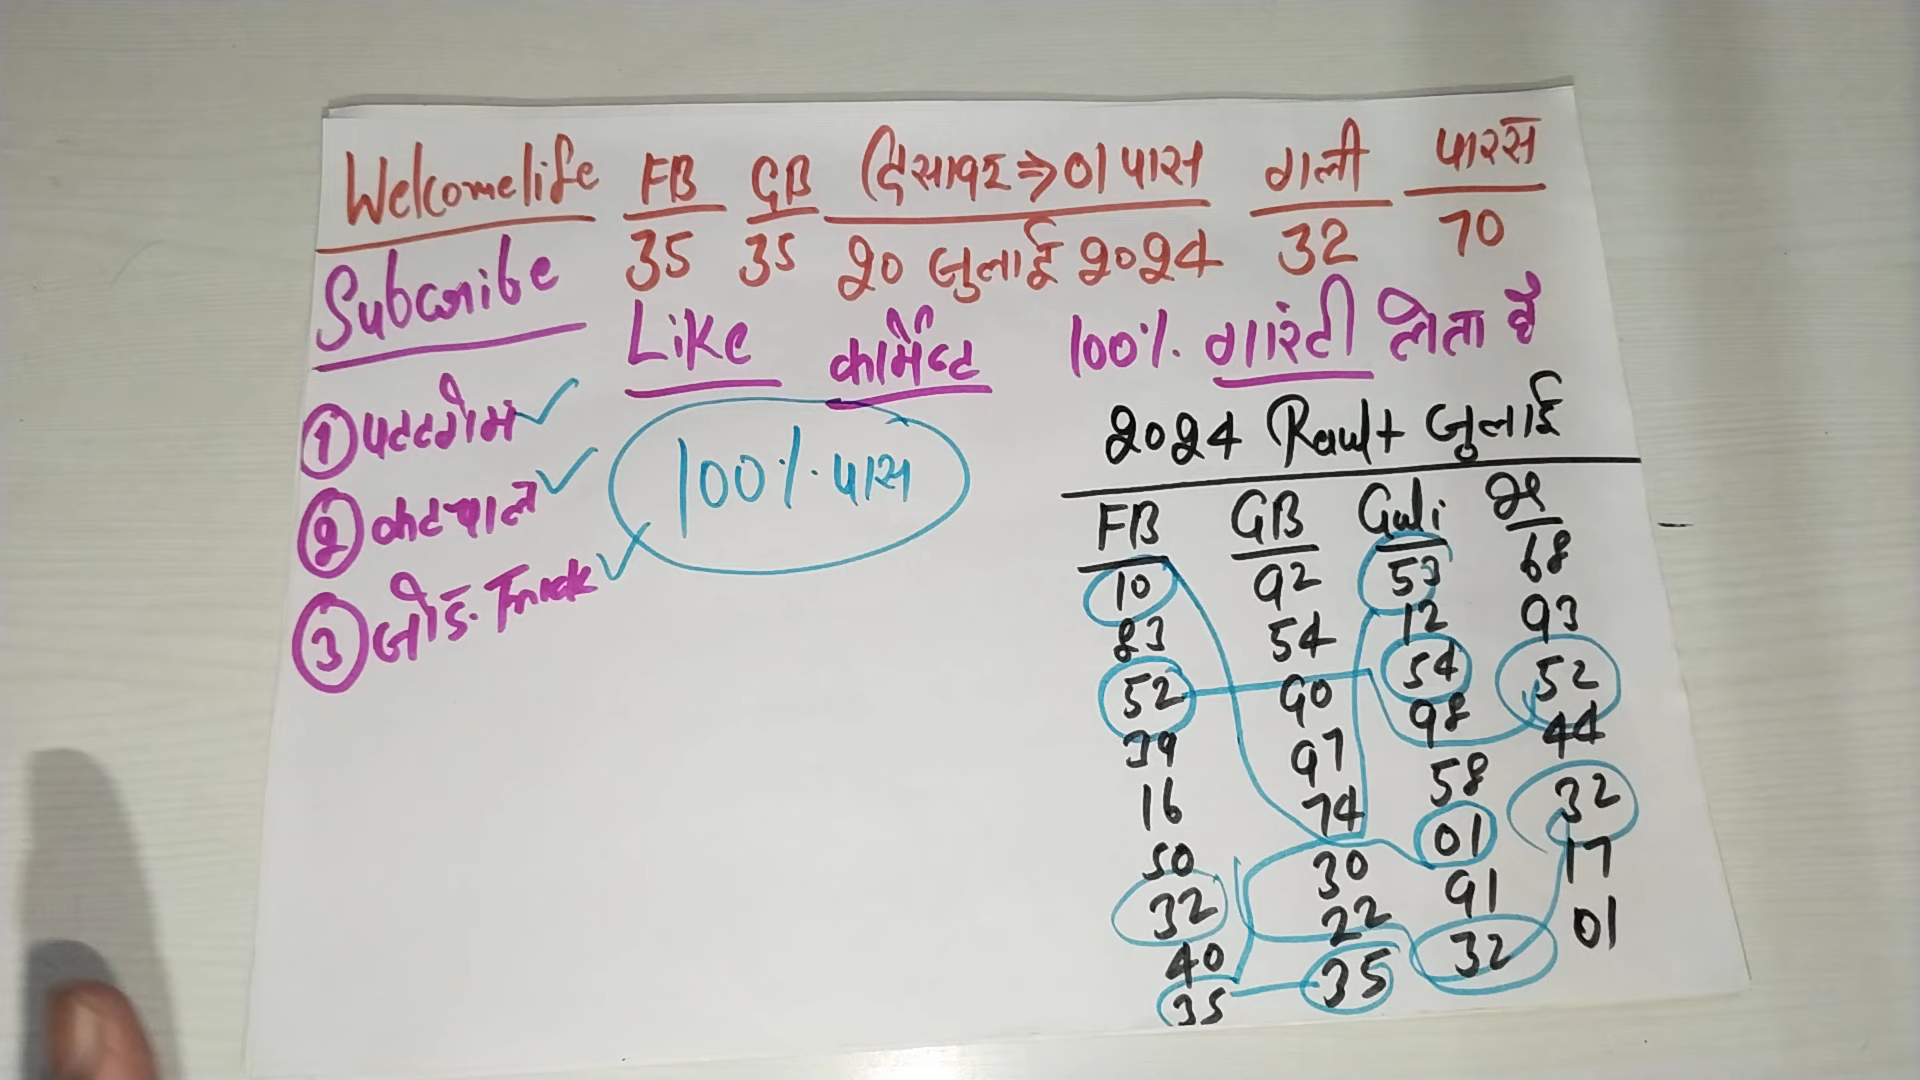 Welcomelife FB GB दिसावर ⇒ 01 पास गली पारस
35 35 20 जुलाई 2024 32 70
Subcribe Like कामेण्ट 100%. गारंटी लेता है
① पटटीगेम ✓
② कटचाल ✓
③ जोड़ Trick ✓
100%. पास
2024 Rault जुलाई
FB GB Gali
10 92 53 68
83 54 12 93
52 90 54 52
39 97 98 44
16 74 58 32
50 30 01 17
32 22 91 01
40 35 32
35